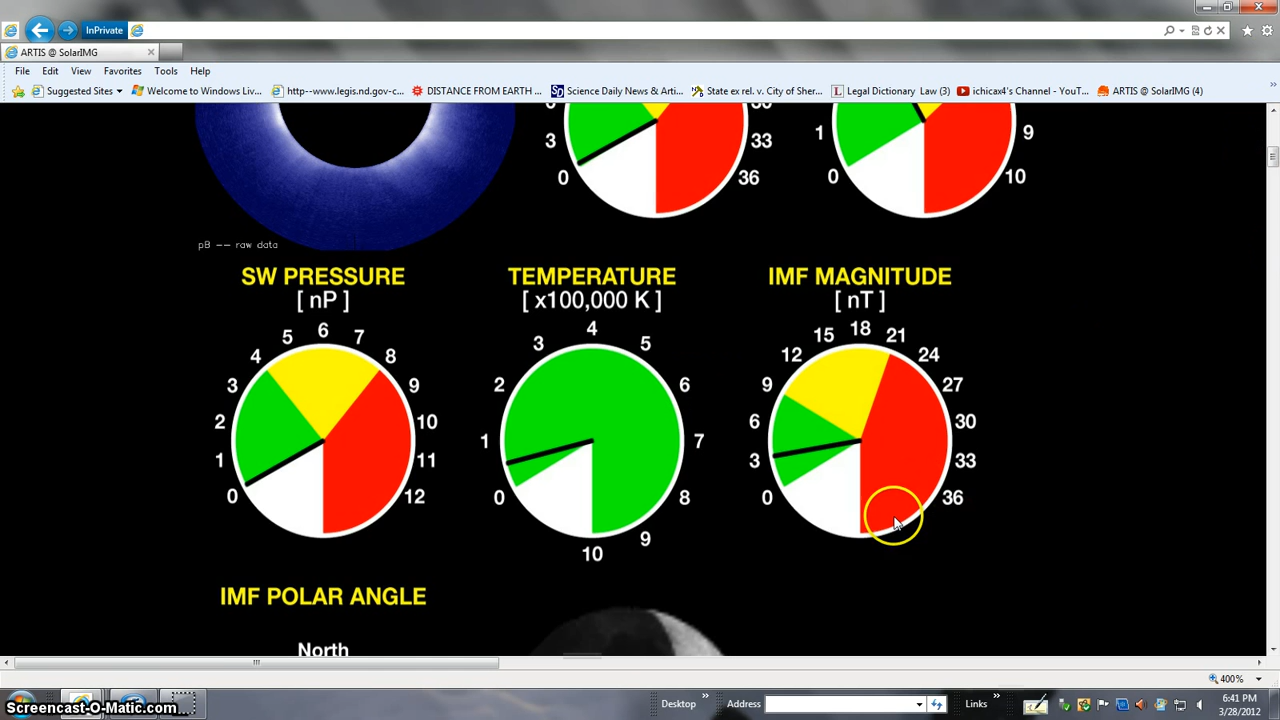 InPrivate
ARTIS @ SolarIMG
File Edit View Favorites Tools Help
Suggested Sites Welcome to Windows Liv... http--www.legis.nd.gov-c... DISTANCE FROM EARTH ... Science Daily News & Arti... State ex rel. v. City of Sher... Legal Dictionary Law (3) ichicax4's Channel - YouT... ARTIS @ SolarIMG (4)
3 33 0 36
1 9 0 10
pB -- raw data
SW PRESSURE
[ nP ]
0 1 2 3 4 5 6 7 8 9 10 11 12
TEMPERATURE
[ x100,000 K ]
0 1 2 3 4 5 6 7 8 9 10
IMF MAGNITUDE
[ nT ]
0 3 6 9 12 15 18 21 24 27 30 33 36
IMF POLAR ANGLE
North
400%
Screencast-O-Matic.com
Desktop Address Links
6:41 PM
3/28/2012